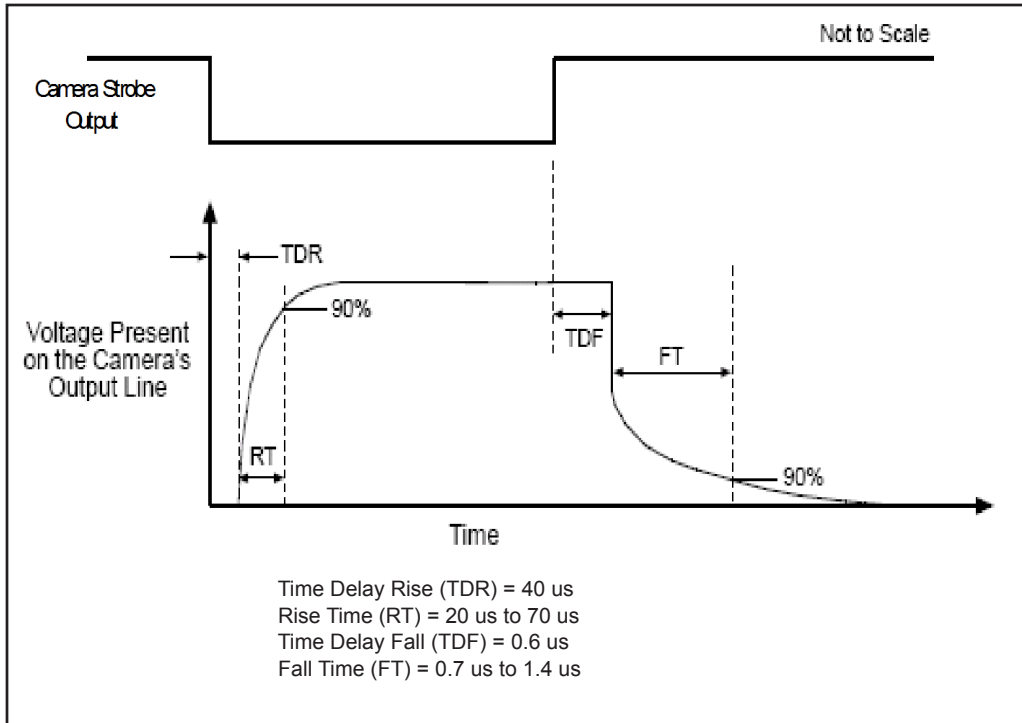 Not to Scale
Camera Strobe
Output
TDR
90%
Voltage Present
on the Camera's
Output Line
TDF
FT
RT
90%
Time
Time Delay Rise (TDR) = 40 us
Rise Time (RT) = 20 us to 70 us
Time Delay Fall (TDF) = 0.6 us
Fall Time (FT) = 0.7 us to 1.4 us